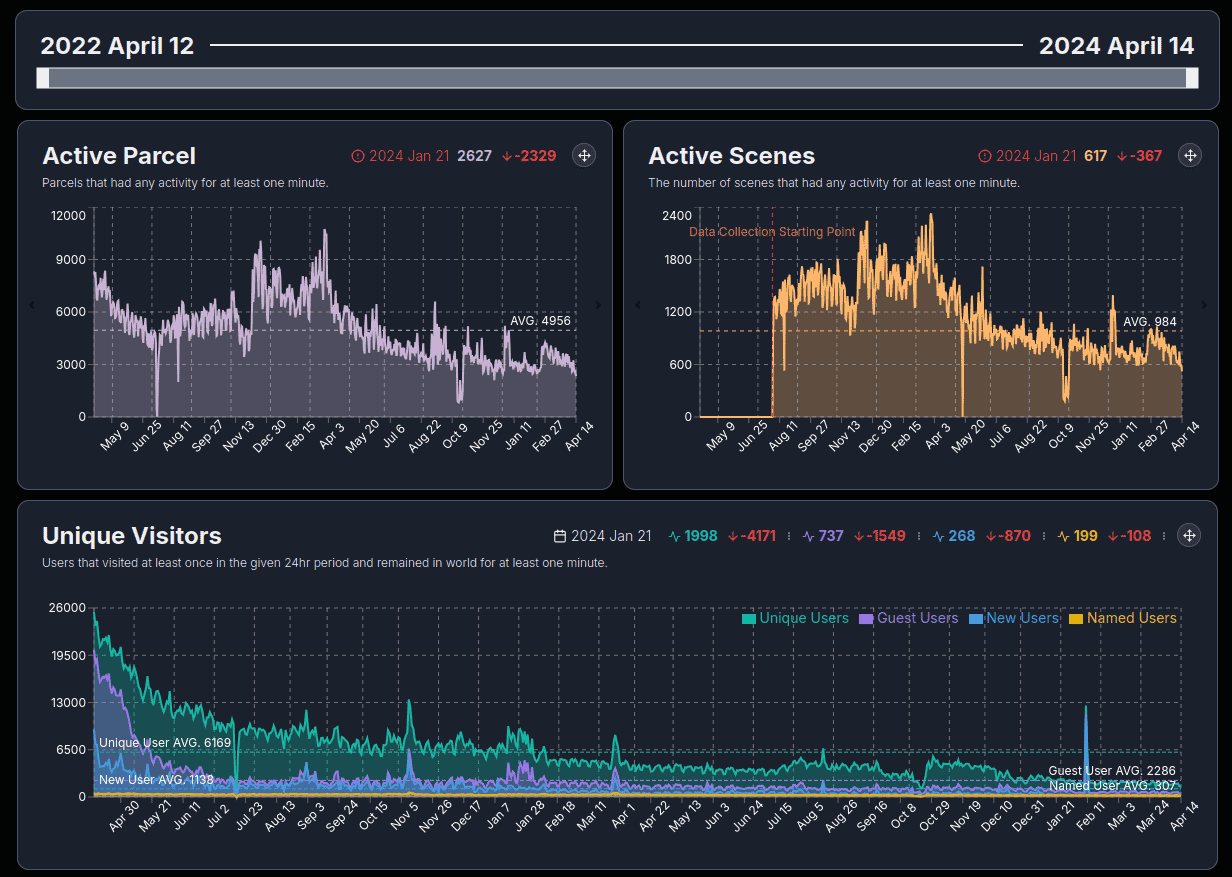 2022 April 12
2024 April 14
Active Parcel
2024 Jan 21 2627 ↓-2329
Parcels that had any activity for at least one minute.
12000
9000
6000
3000
0
AVG. 4956
May 9 Jun 25 Aug 11 Sep 27 Nov 13 Dec 30 Feb 15 Apr 3 May 20 Jul 6 Aug 22 Oct 9 Nov 25 Jan 11 Feb 27 Apr 14
Active Scenes
2024 Jan 21 617 ↓-367
The number of scenes that had any activity for at least one minute.
2400
1800
1200
600
0
Data Collection Starting Point
AVG. 984
May 9 Jun 25 Aug 11 Sep 27 Nov 13 Dec 30 Feb 15 Apr 3 May 20 Jul 6 Aug 22 Oct 9 Nov 25 Jan 11 Feb 27 Apr 14
Unique Visitors
2024 Jan 21 1998 ↓-4171 737 ↓-1549 268 ↓-870 199 ↓-108
Users that visited at least once in the given 24hr period and remained in world for at least one minute.
26000
19500
13000
6500
0
Unique Users Guest Users New Users Named Users
Unique User AVG. 6169
New User AVG. 1138
Guest User AVG. 2286
Named User AVG. 307
Apr 30 May 21 Jun 11 Jul 2 Jul 23 Aug 13 Sep 3 Sep 24 Oct 15 Nov 5 Nov 26 Dec 17 Jan 7 Jan 28 Feb 18 Mar 11 Apr 1 Apr 22 May 13 Jun 3 Jun 24 Jul 15 Aug 5 Aug 26 Sep 16 Oct 8 Oct 29 Nov 19 Dec 10 Dec 31 Jan 21 Feb 11 Mar 3 Mar 24 Apr 14